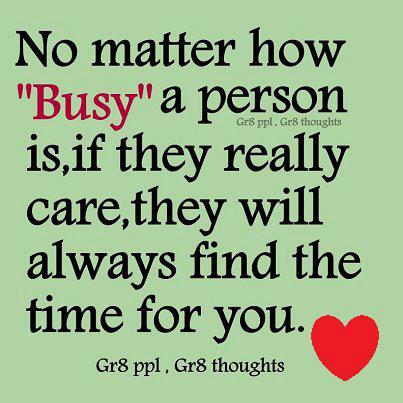 No matter how
"Busy" a person
Gr8 ppl , Gr8 thoughts
is,if they really
care,they will
always find the
time for you.
Gr8 ppl , Gr8 thoughts